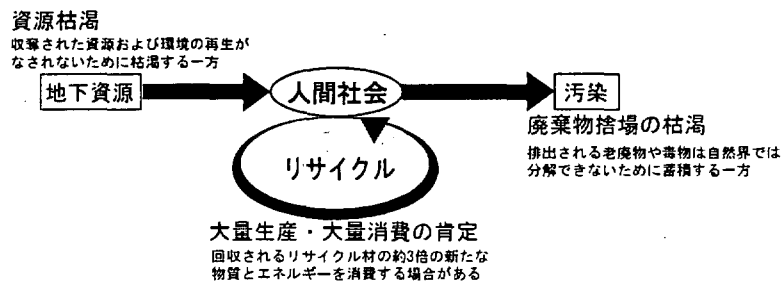 資源枯渇
収奪された資源および環境の再生が
なされないために枯渇する一方
地下資源
人間社会
汚染
廃棄物捨場の枯渇
排出される老廃物や毒物は自然界では
分解できないために蓄積する一方
リサイクル
大量生産・大量消費の肯定
回収されるリサイクル材の約3倍の新たな
物質とエネルギーを消費する場合がある